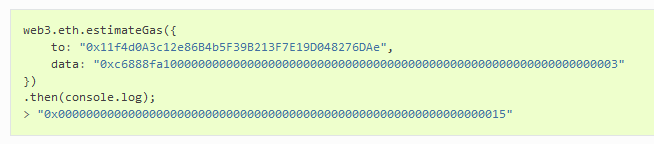 web3.eth.estimateGas({
    to: "0x11f4d0A3c12e86B4b5F39B213F7E19D048276DAe",
    data: "0xc6888fa10000000000000000000000000000000000000000000000000000000000000003"
})
.then(console.log);
> "0x0000000000000000000000000000000000000000000000000000000000000015"